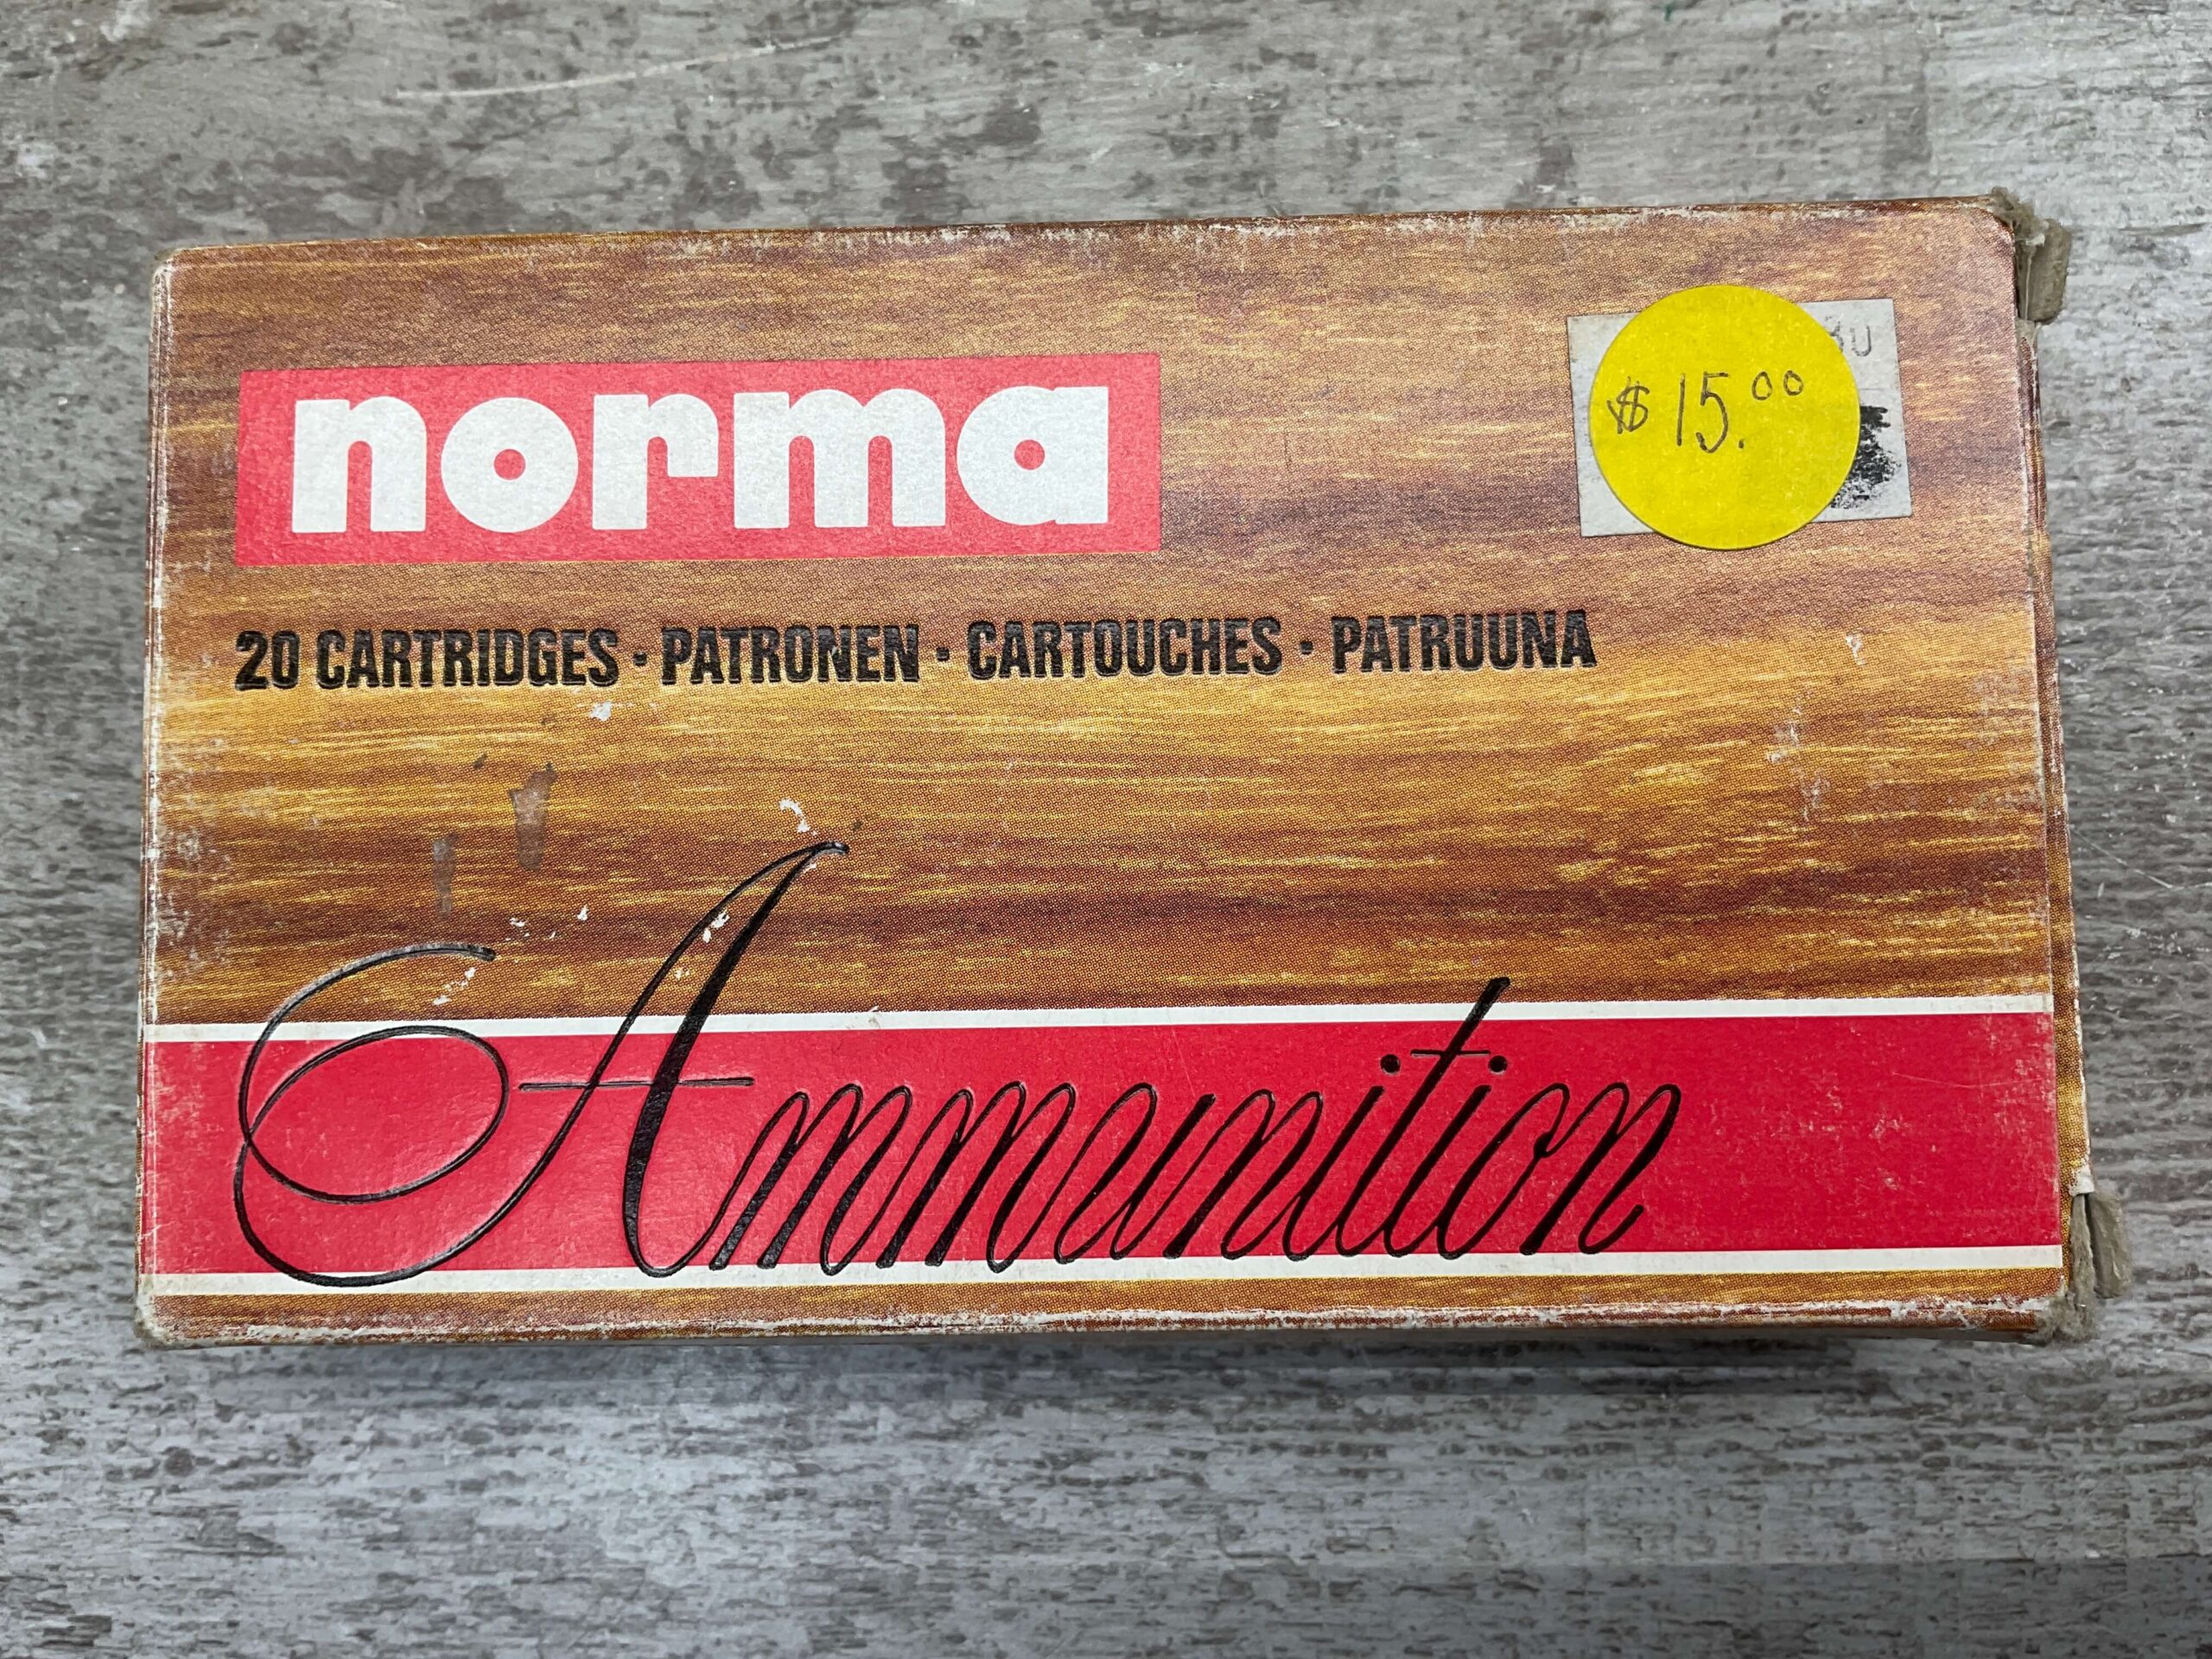 norma
$15.00
20 CARTRIDGES · PATRONEN · CARTOUCHES · PATRUUNA
Ammunition